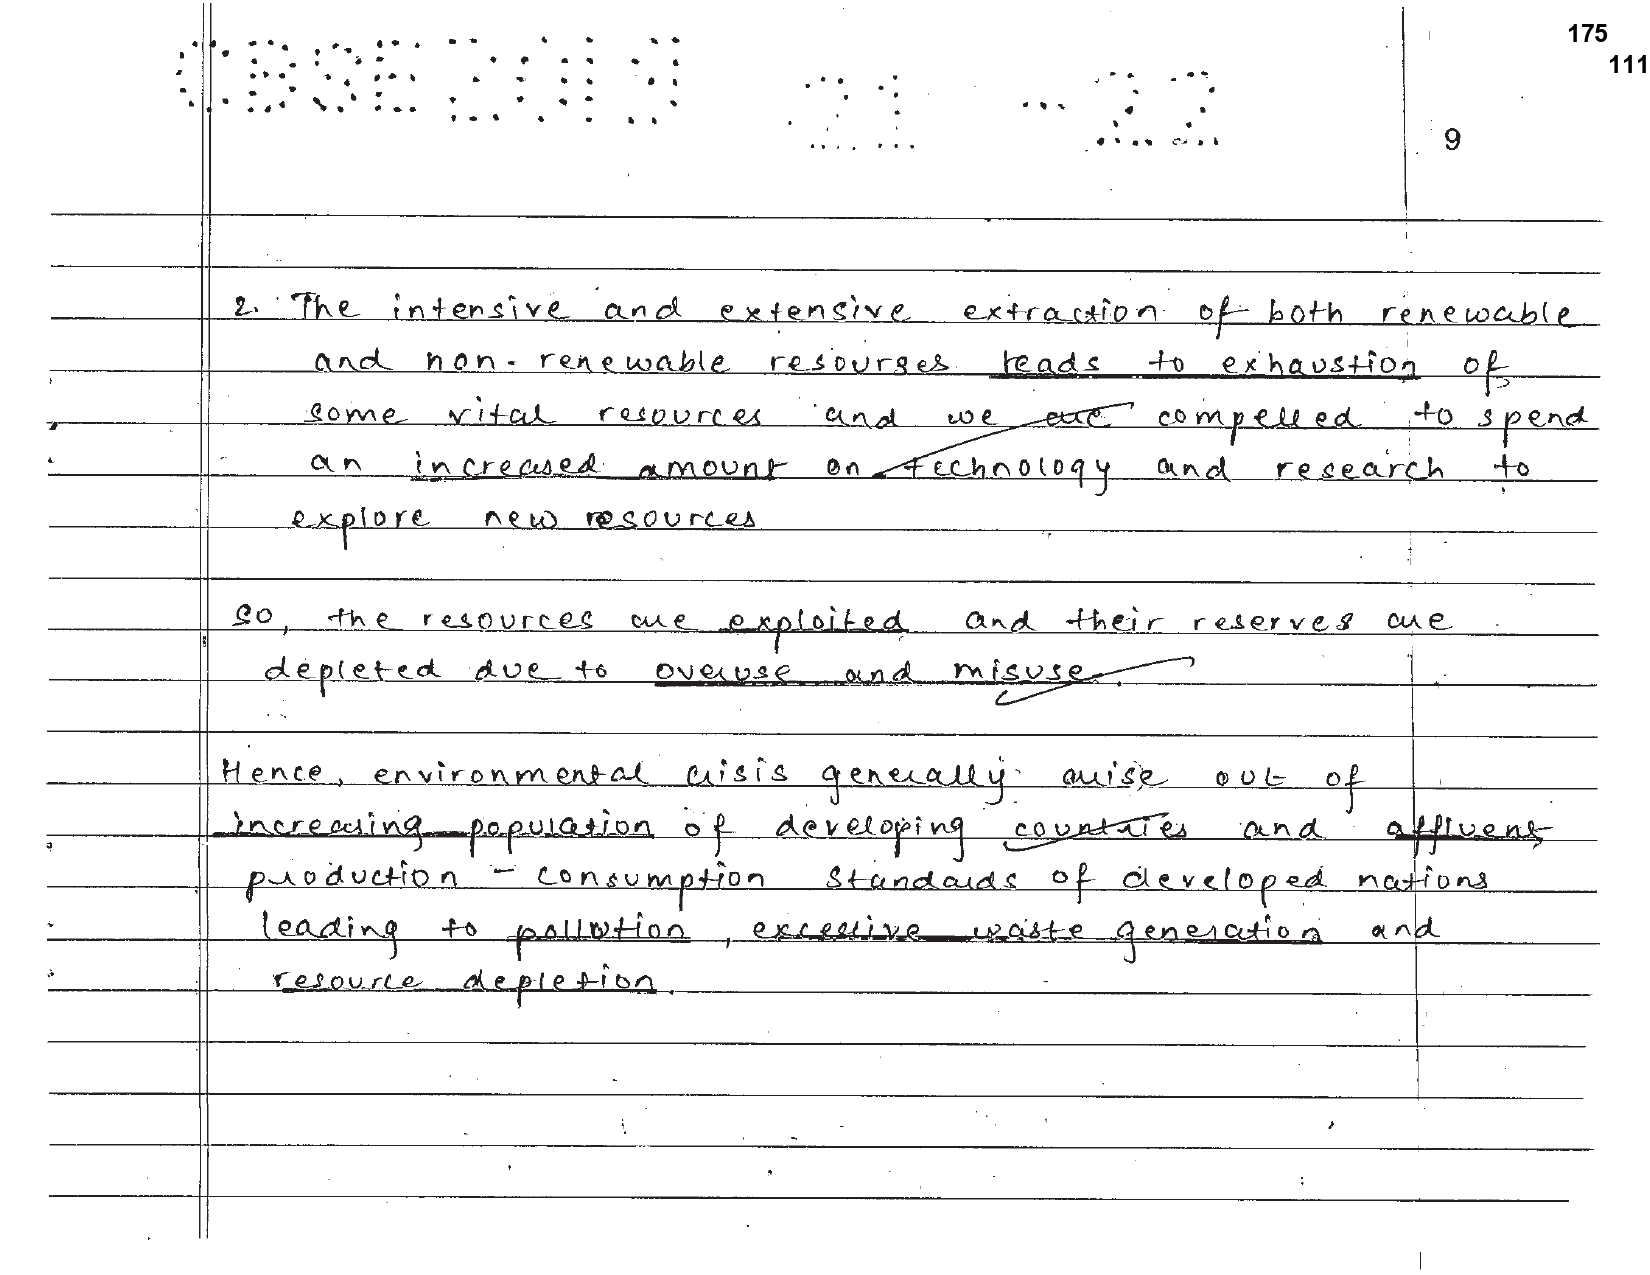 175
111
CBSE 2019 21 - 22
9
2. The intensive and extensive extraction of both renewable
and non-renewable resourges leads to exhaustion of
some vital resources and we are compelled to spend
an increased amount on technology and research to
explore new resources
So, the resources are exploited and their reserves are
depleted due to overuse and misuse.
Hence, environmental crisis generally arise out of
increasing population of developing countries and affluent
production - consumption standards of developed nations
leading to pollution, excessive waste generation and
resource depletion.